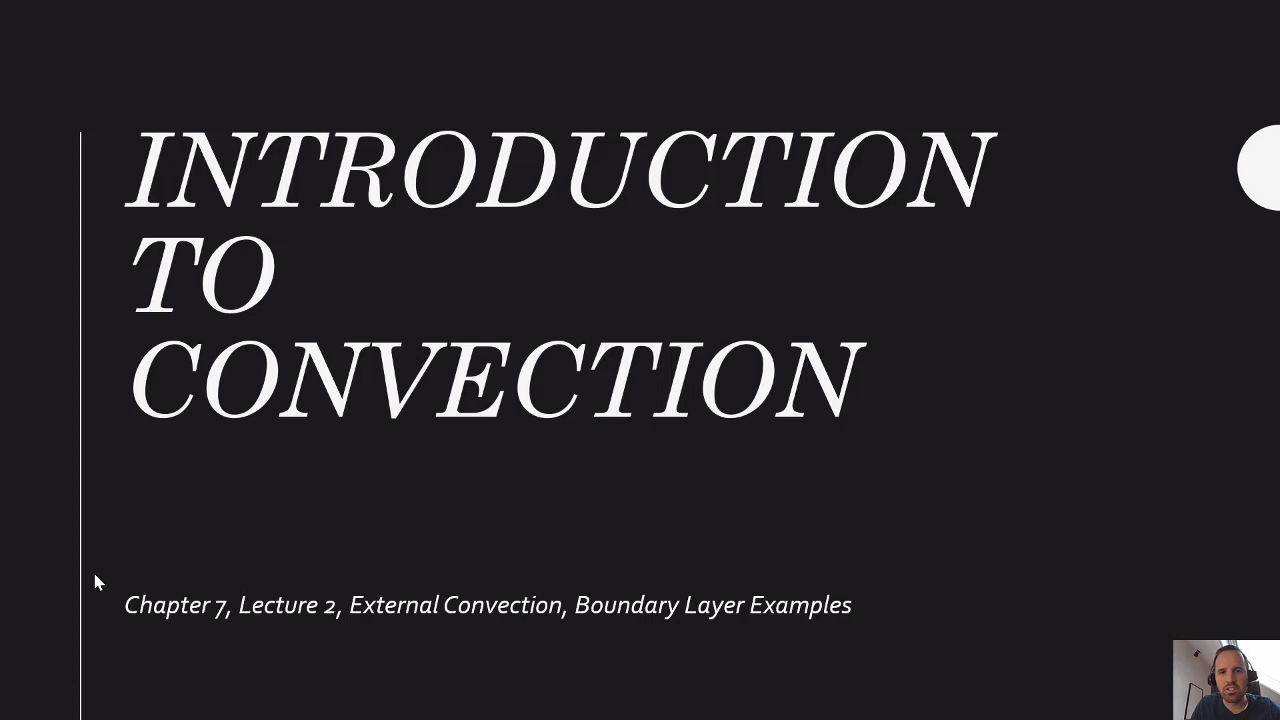 INTRODUCTION
TO
CONVECTION
Chapter 7, Lecture 2, External Convection, Boundary Layer Examples